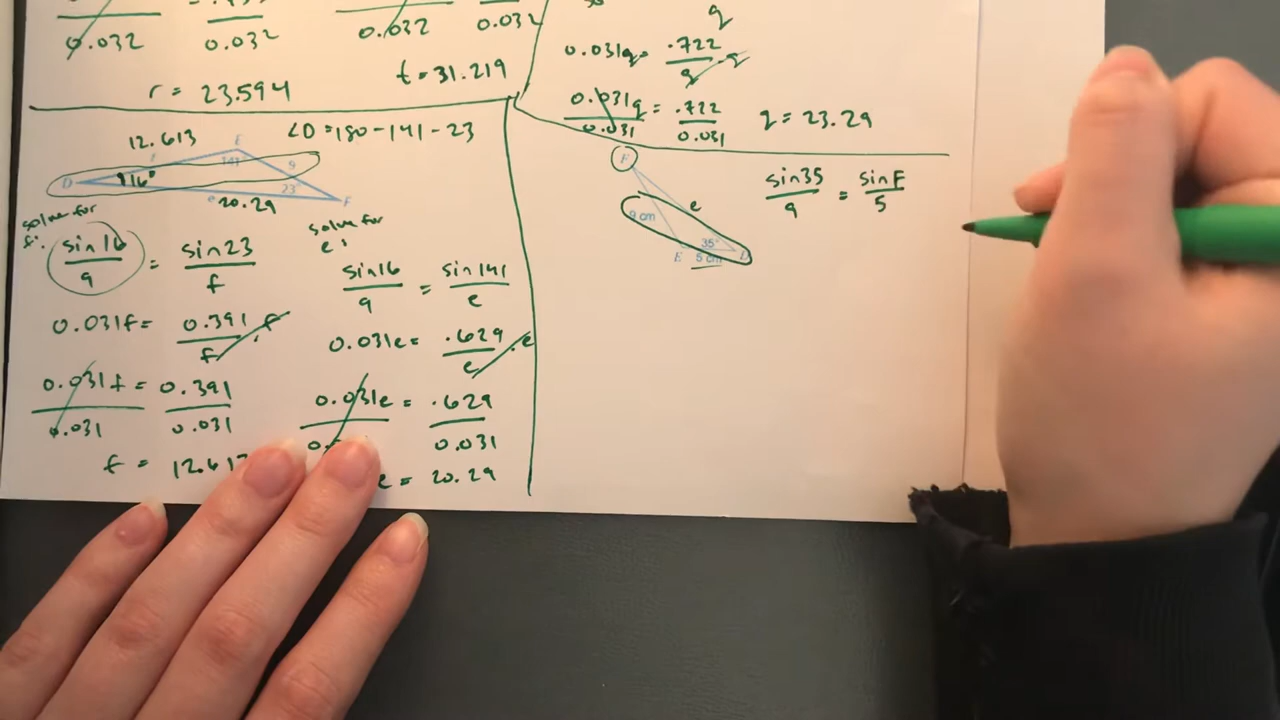 0.032 0.032 0.032 0.032
r = 23.594
t = 31.219
q
0.031q = .722/q · q
0.031q/0.031 = .722/0.031
q = 23.29
12.613
E
∠D = 180-141-23
f
141°
9
D
16°
23°
F
e
20.29
solve for
f:
sin16/9 = sin23/f
0.031f = 0.391/f · f
0.031f/0.031 = 0.391/0.031
f =
solve for
e:
sin16/9 = sin141/e
0.031e = .629/e · e
0.031e = .629/0.031
e = 20.29
F
9 cm
e
35°
E
5 cm
D
sin35/9 = sinF/5